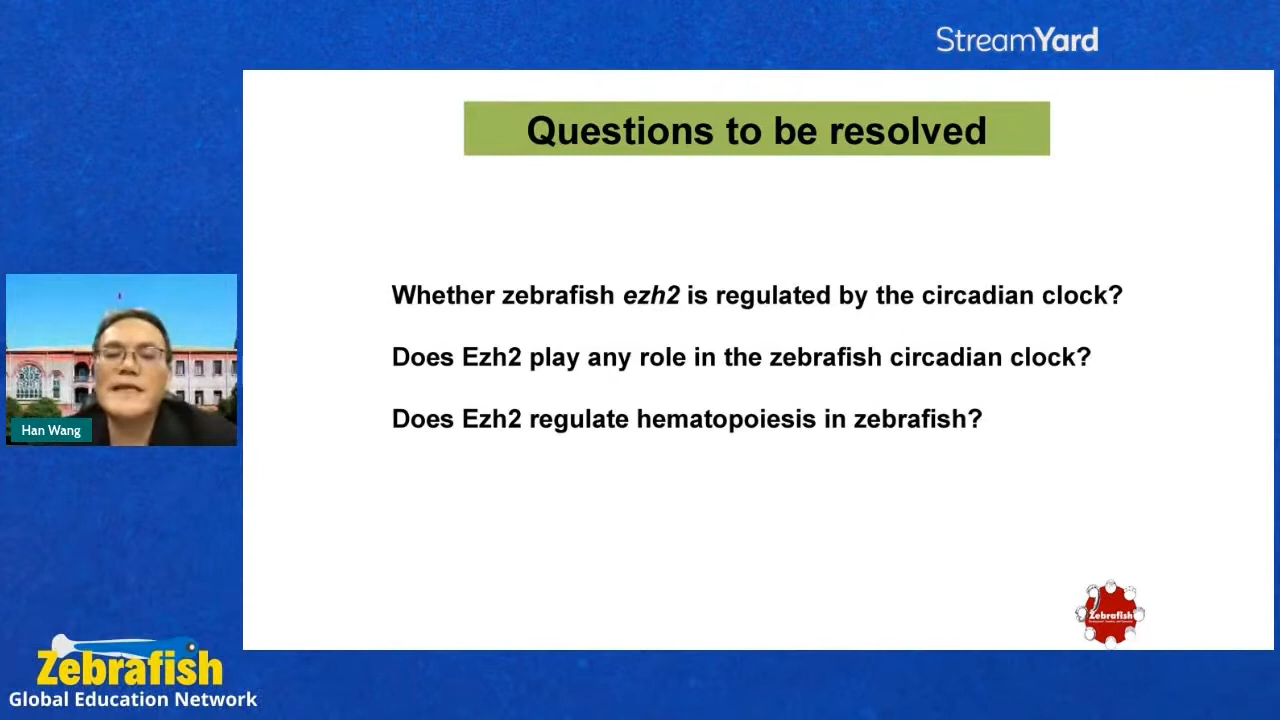 StreamYard
Questions to be resolved
Whether zebrafish ezh2 is regulated by the circadian clock?
Does Ezh2 play any role in the zebrafish circadian clock?
Does Ezh2 regulate hematopoiesis in zebrafish?
Han Wang
Zebrafish
Zebrafish
Global Education Network